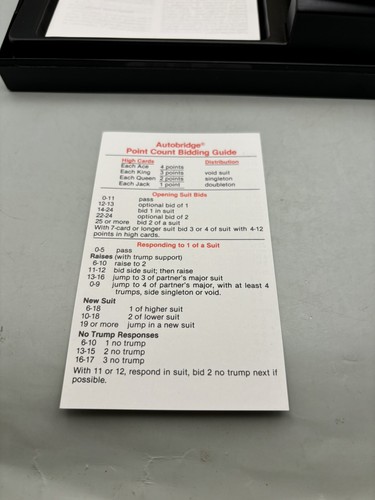 Autobridge®
Point Count Bidding Guide
High Cards Distribution
Each Ace 4 points
Each King 3 points void suit
Each Queen 2 points singleton
Each Jack 1 point doubleton
Opening Suit Bids
0-11 pass
12-13 optional bid of 1
14-24 bid 1 in suit
22-24 optional bid of 2
25 or more bid 2 of a suit
With 7-card or longer suit bid 3 or 4 of suit with 4-12
points in high cards.
Responding to 1 of a Suit
0-5 pass
Raises (with trump support)
6-10 raise to 2
11-12 bid side suit; then raise
13-16 jump to 3 of partner's major suit
0-9 jump to 4 of partner's major, with at least 4
trumps, side singleton or void.
New Suit
6-18 1 of higher suit
10-18 2 of lower suit
19 or more jump in a new suit
No Trump Responses
6-10 1 no trump
13-15 2 no trump
16-17 3 no trump
With 11 or 12, respond in suit, bid 2 no trump next if
possible.